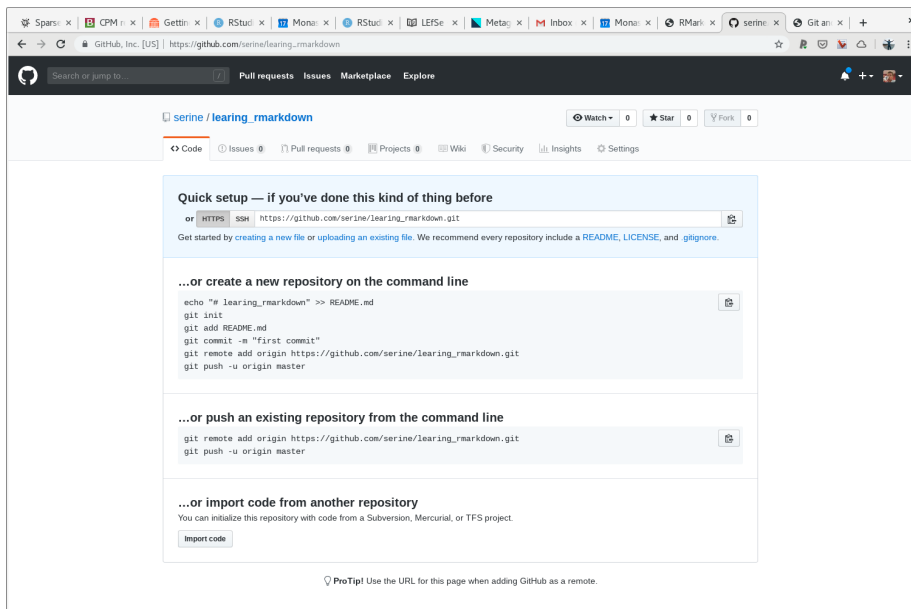 Sparse
CPM n
Gettin
RStud
Monas
RStudi
LEfSe
Metag
Inbox
Monas
RMark
serine
Git an
GitHub, Inc. [US] | https://github.com/serine/learing_rmarkdown
Search or jump to... / Pull requests Issues Marketplace Explore
serine / learing_rmarkdown Watch 0 Star 0 Fork 0
Code Issues 0 Pull requests 0 Projects 0 Wiki Security Insights Settings
Quick setup — if you've done this kind of thing before
or HTTPS SSH https://github.com/serine/learing_rmarkdown.git
Get started by creating a new file or uploading an existing file. We recommend every repository include a README, LICENSE, and .gitignore.
…or create a new repository on the command line
echo "# learing_rmarkdown" >> README.md
git init
git add README.md
git commit -m "first commit"
git remote add origin https://github.com/serine/learing_rmarkdown.git
git push -u origin master
…or push an existing repository from the command line
git remote add origin https://github.com/serine/learing_rmarkdown.git
git push -u origin master
…or import code from another repository
You can initialize this repository with code from a Subversion, Mercurial, or TFS project.
Import code
ProTip! Use the URL for this page when adding GitHub as a remote.